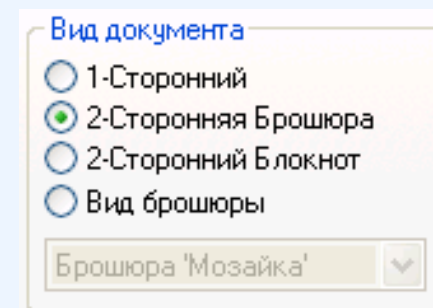 Вид документа
1-Сторонний
2-Сторонняя Брошюра
2-Сторонний Блокнот
Вид брошюры
Брошюра 'Мозайка'